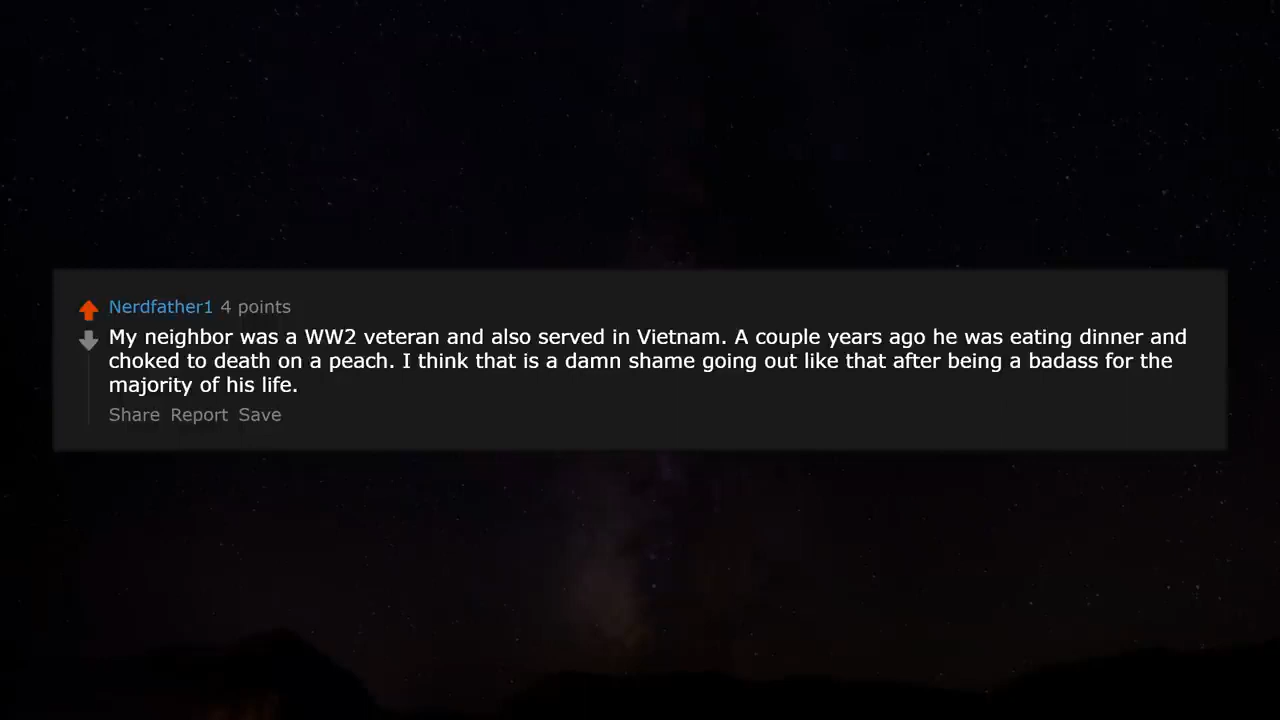 Nerdfather1 4 points
My neighbor was a WW2 veteran and also served in Vietnam. A couple years ago he was eating dinner and
choked to death on a peach. I think that is a damn shame going out like that after being a badass for the
majority of his life.
Share Report Save